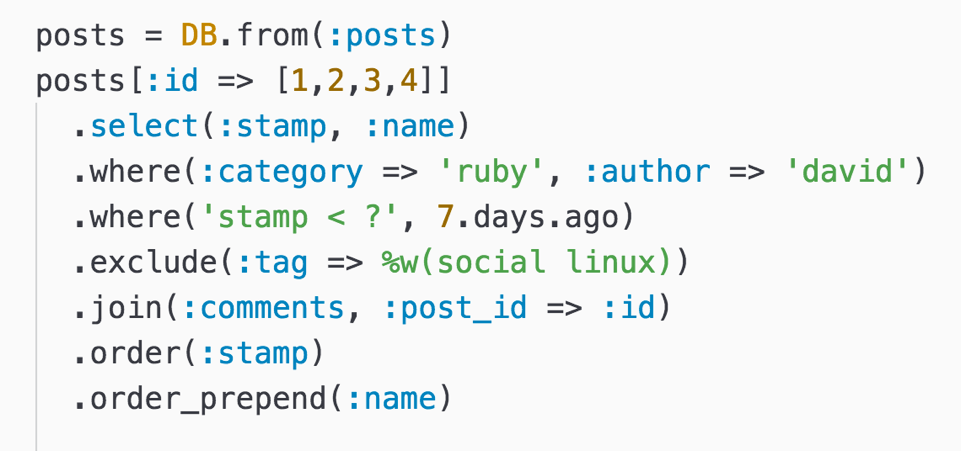 posts = DB.from(:posts)
posts[:id => [1,2,3,4]]
  .select(:stamp, :name)
  .where(:category => 'ruby', :author => 'david')
  .where('stamp < ?', 7.days.ago)
  .exclude(:tag => %w(social linux))
  .join(:comments, :post_id => :id)
  .order(:stamp)
  .order_prepend(:name)